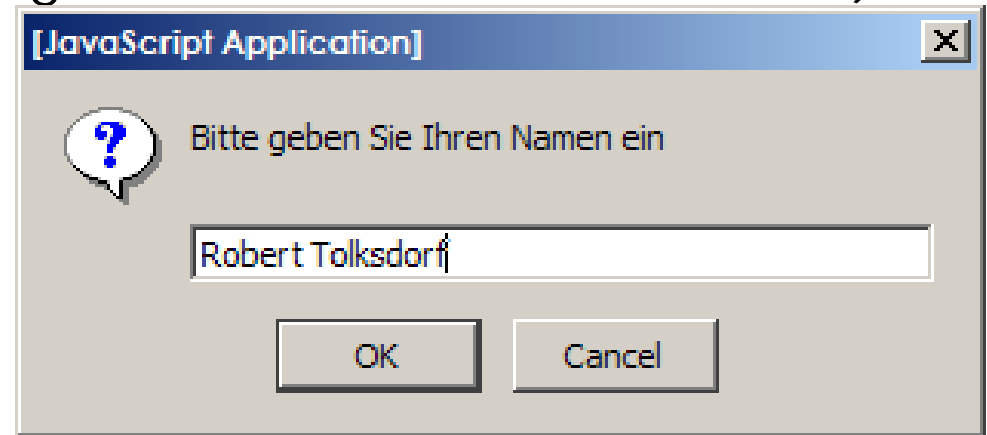 [JavaScript Application]
?
Bitte geben Sie Ihren Namen ein
Robert Tolksdorf
OK
Cancel